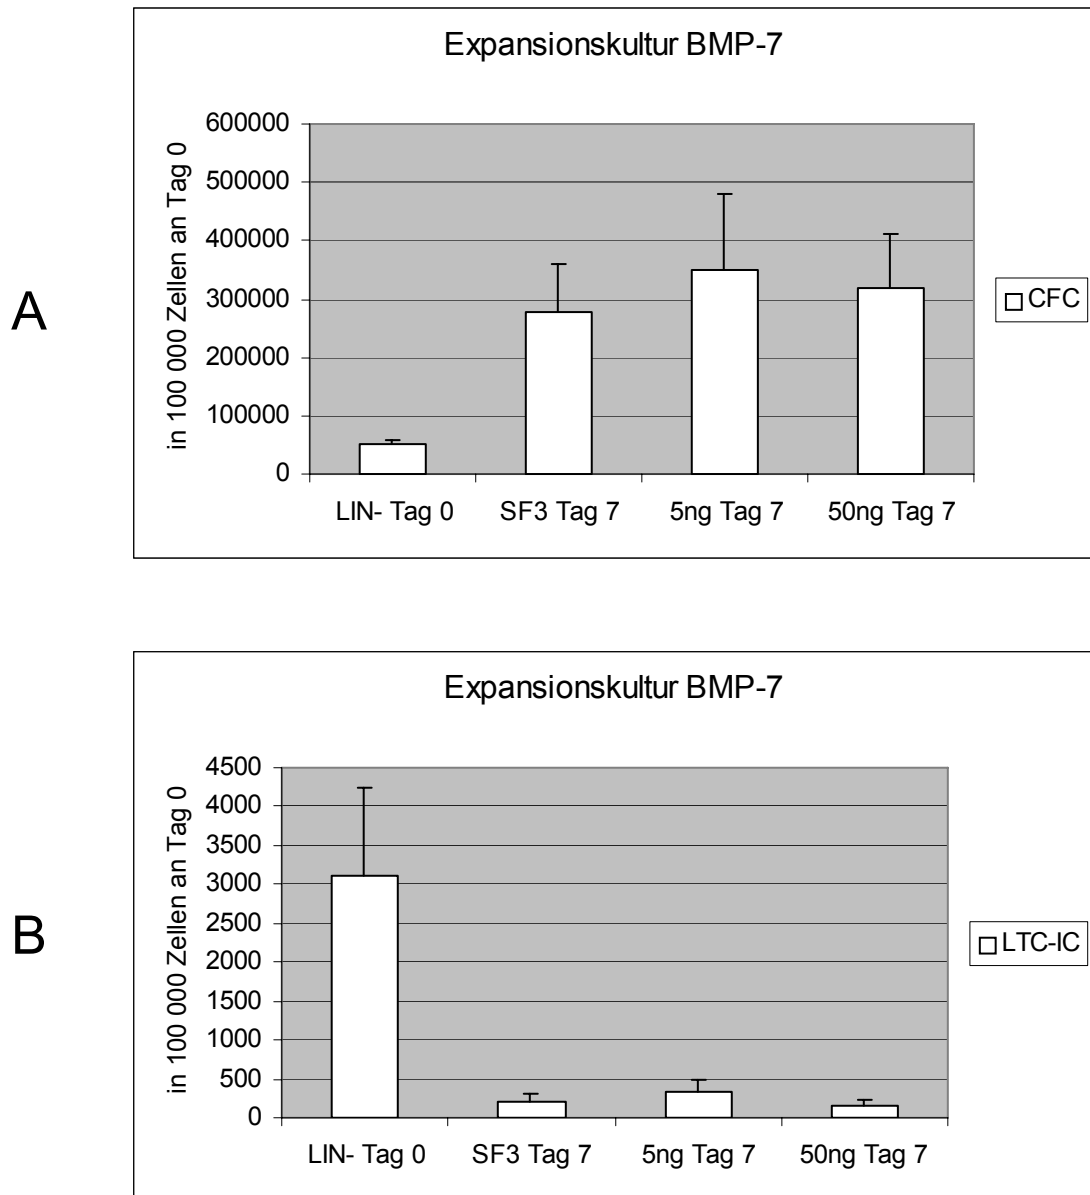 A
Expansionskultur BMP-7
in 100 000 Zellen an Tag 0
600000
500000
400000
300000
200000
100000
0
LIN- Tag 0
SF3 Tag 7
5ng Tag 7
50ng Tag 7
CFC
B
Expansionskultur BMP-7
in 100 000 Zellen an Tag 0
4500
4000
3500
3000
2500
2000
1500
1000
500
0
LIN- Tag 0
SF3 Tag 7
5ng Tag 7
50ng Tag 7
LTC-IC